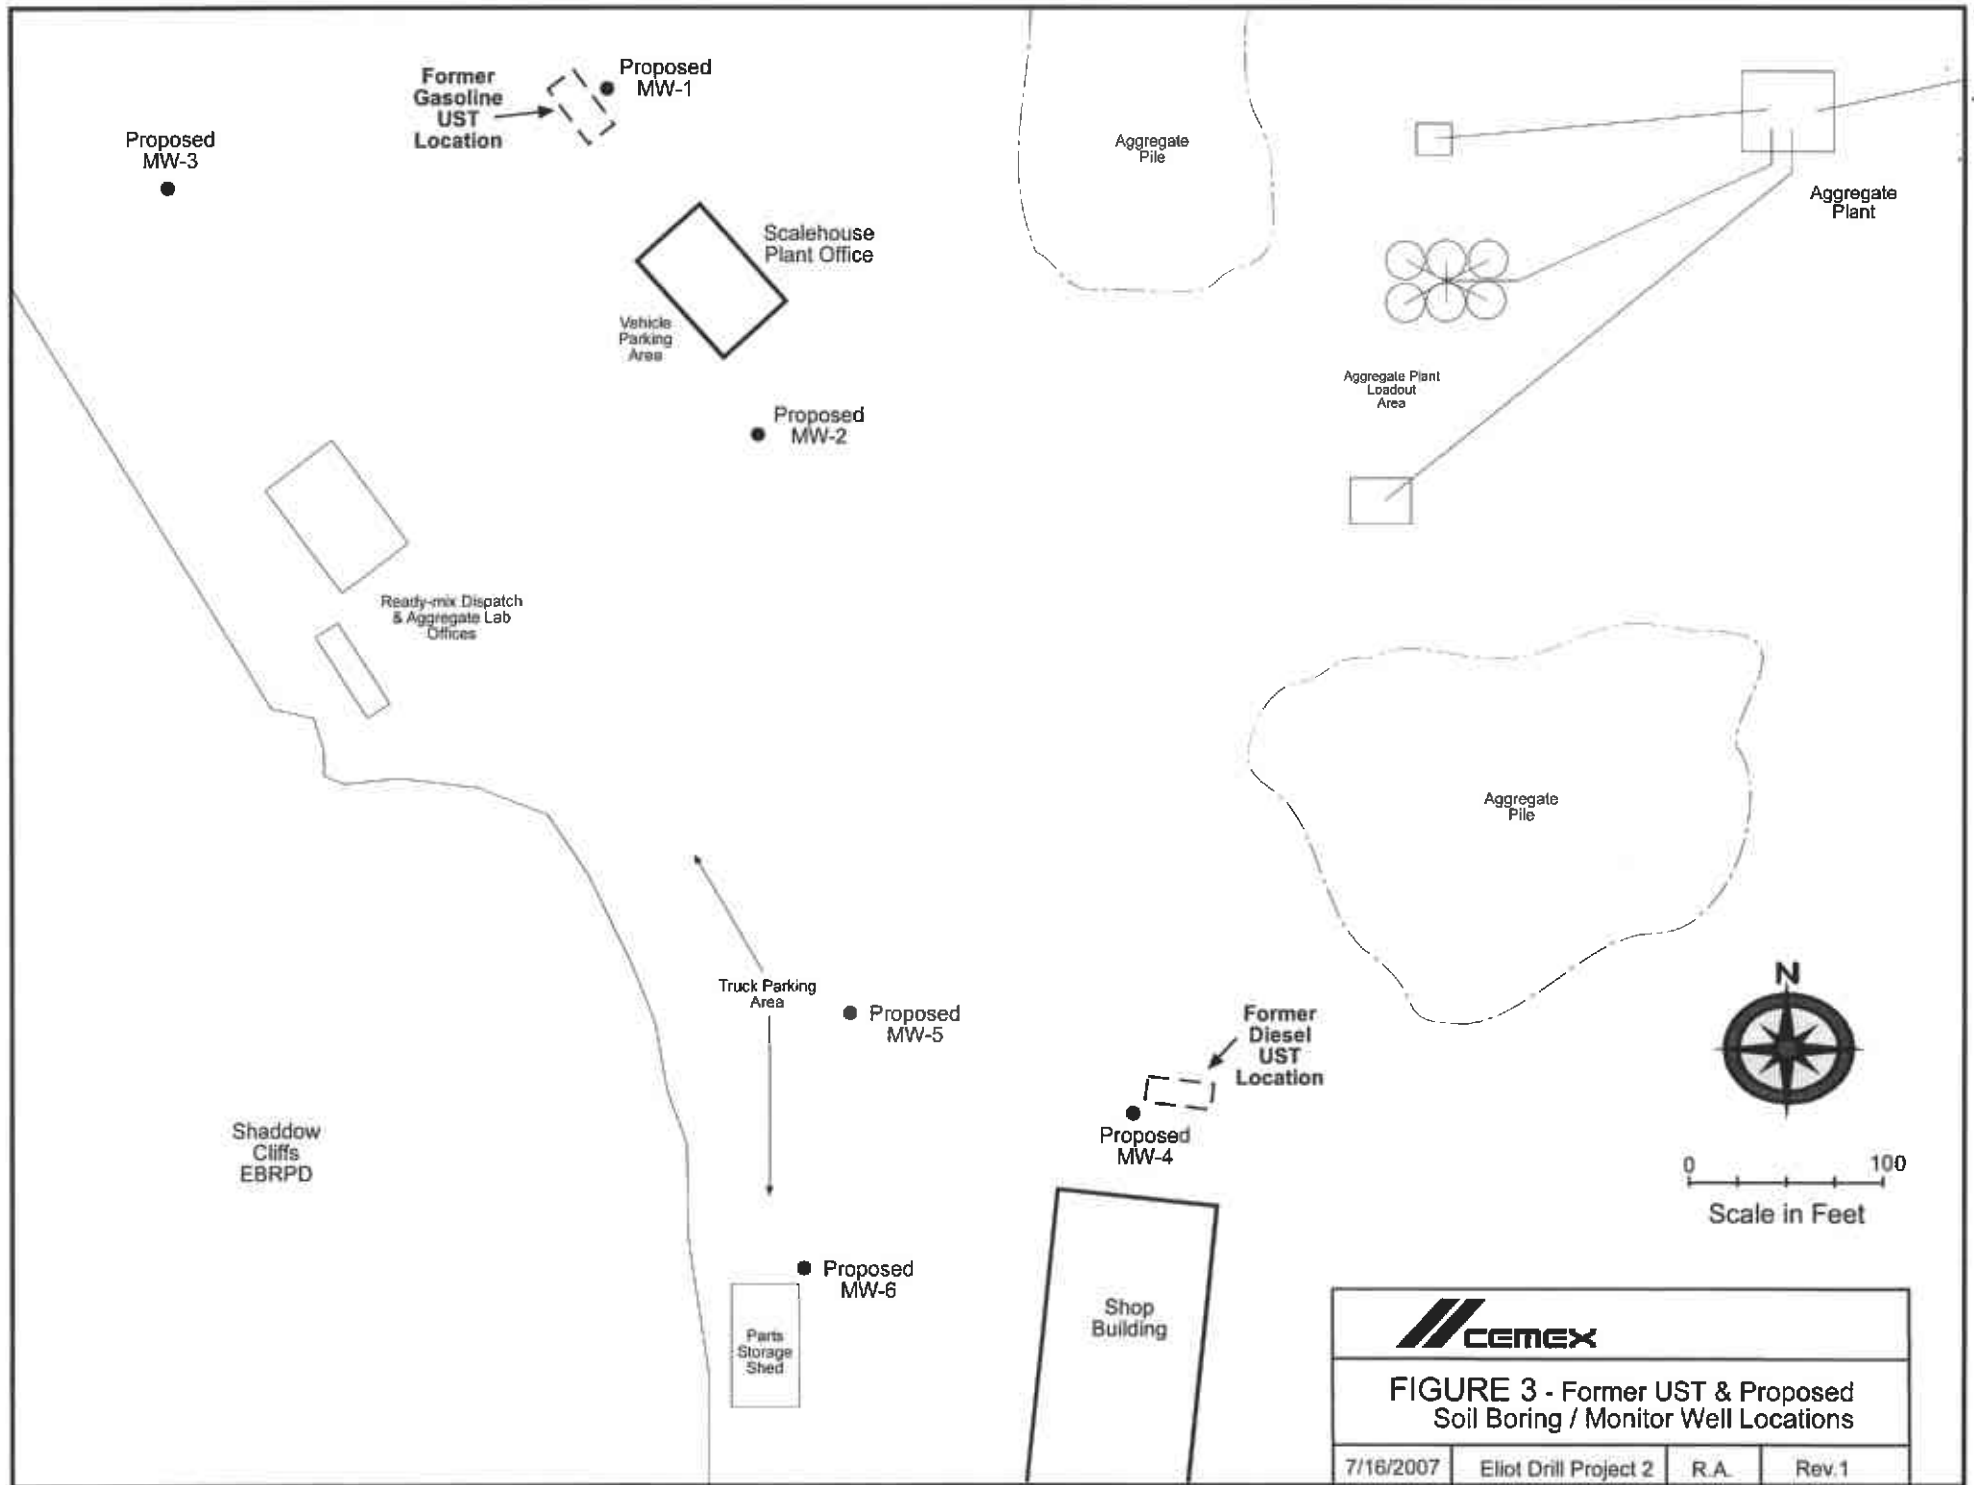 Former
Gasoline
UST
Location
Proposed
MW-1
Proposed
MW-3
Aggregate
Pile
Aggregate
Plant
Scalehouse
Plant Office
Vehicle
Parking
Area
Aggregate Plant
Loadout
Area
Proposed
MW-2
Ready-mix Dispatch
& Aggregate Lab
Offices
Aggregate
Pile
Truck Parking
Area
Proposed
MW-5
Former
Diesel
UST
Location
N
Proposed
MW-4
Shaddow
Cliffs
EBRPD
0 100
Scale in Feet
Proposed
MW-6
Parts
Storage
Shed
Shop
Building
CEMEX
FIGURE 3 - Former UST & Proposed
Soil Boring / Monitor Well Locations
7/16/2007 Eliot Drill Project 2 R.A. Rev.1